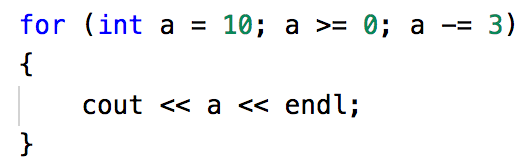 for (int a = 10; a >= 0; a -= 3)
{
    cout << a << endl;
}